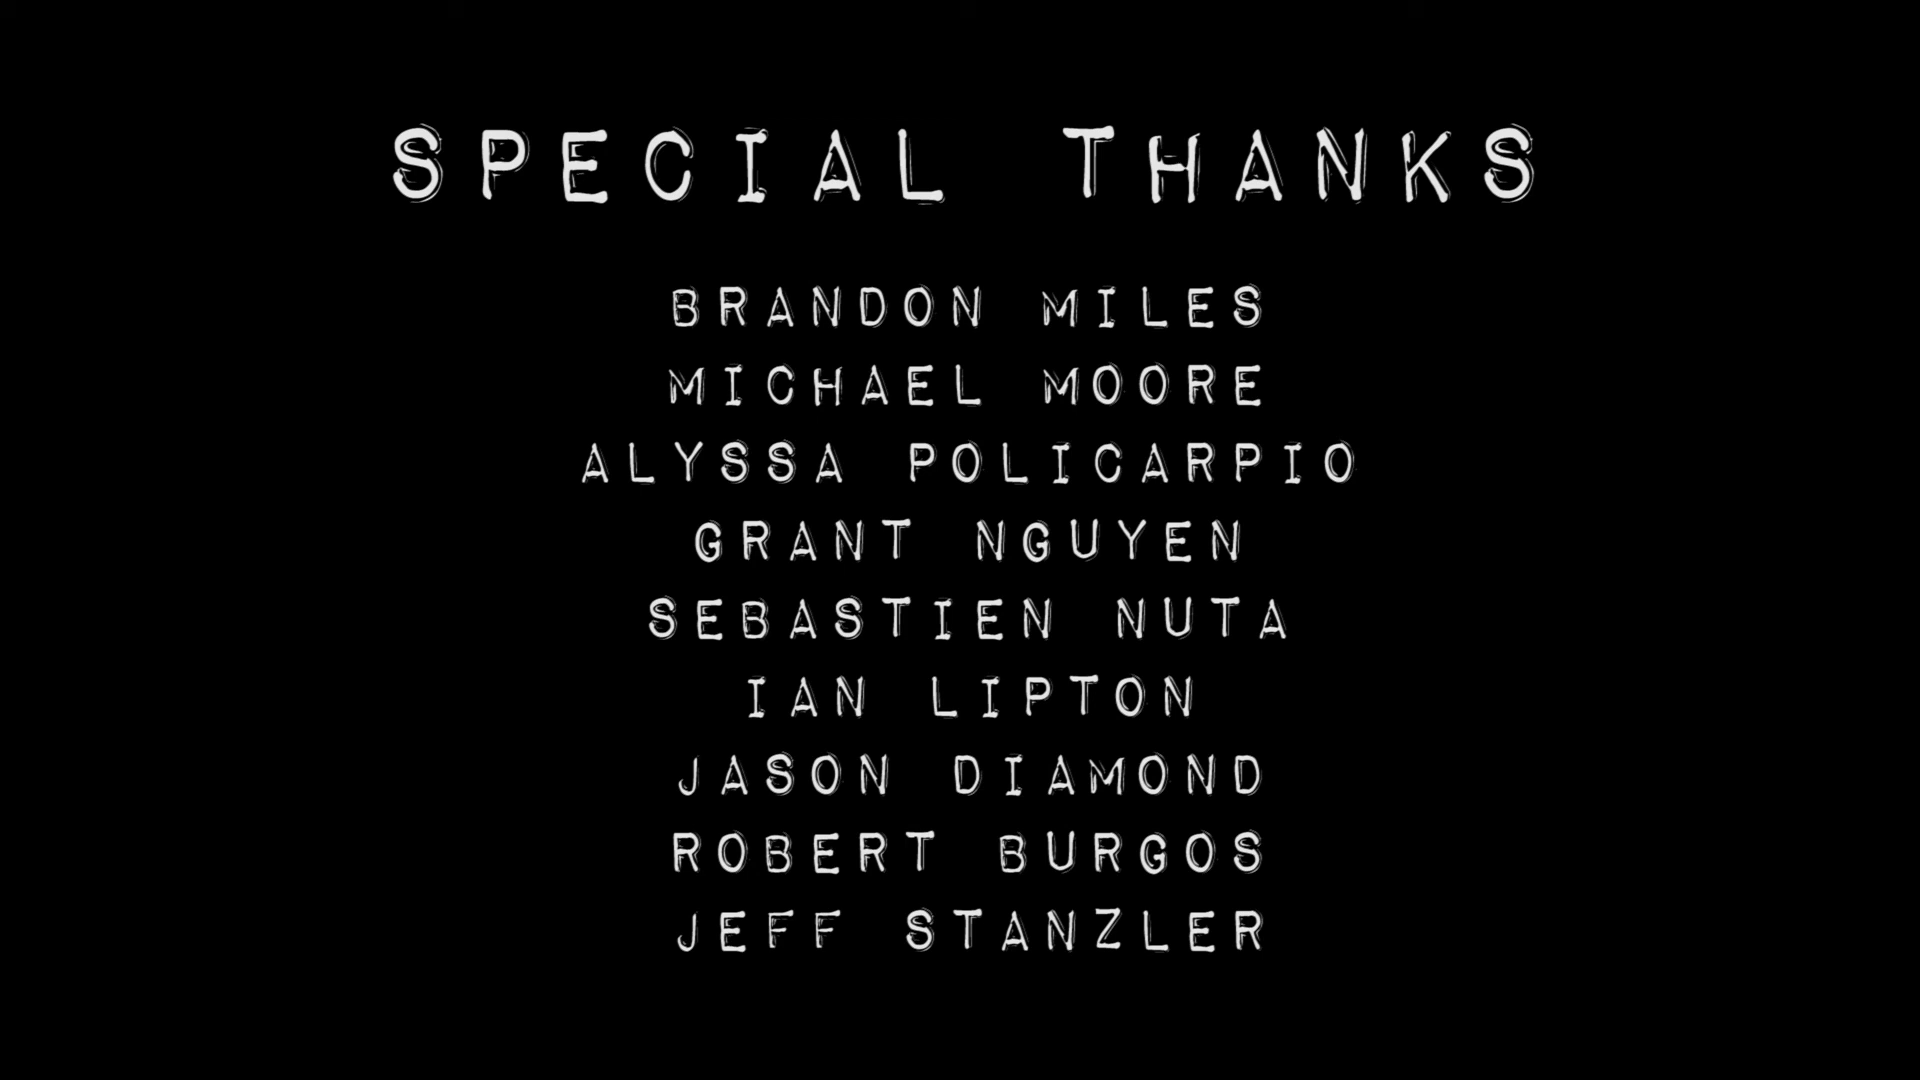 SPECIAL THANKS
BRANDON MILES
MICHAEL MOORE
ALYSSA POLICARPIO
GRANT NGUYEN
SEBASTIEN NUTA
IAN LIPTON
JASON DIAMOND
ROBERT BURGOS
JEFF STANZLER